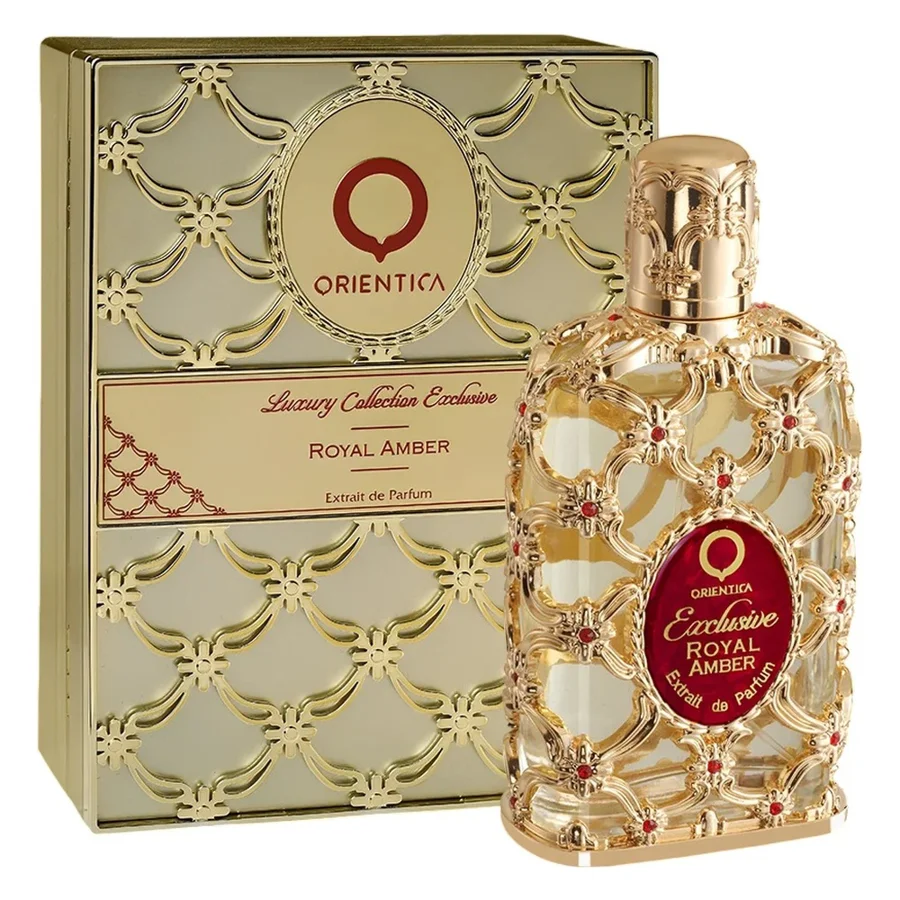 ORIENTICA
Luxury Collection Exclusive
ROYAL AMBER
Extrait de Parfum
ORIENTICA
Exclusive
ROYAL
AMBER
Extrait de Parfum